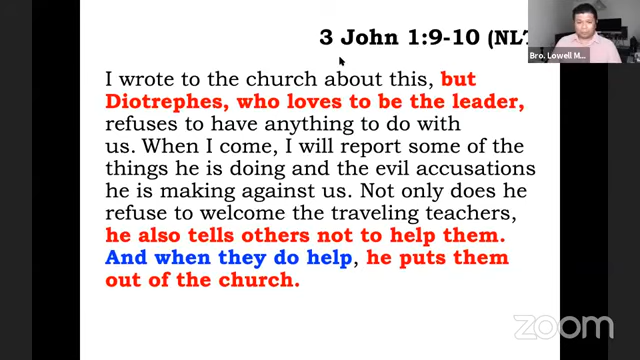 3 John 1:9-10 (NLT
Bro. Lowell M...
I wrote to the church about this, but
Diotrephes, who loves to be the leader,
refuses to have anything to do with
us. When I come, I will report some of the
things he is doing and the evil accusations
he is making against us. Not only does he
refuse to welcome the traveling teachers,
he also tells others not to help them.
And when they do help, he puts them
out of the church.
zoom